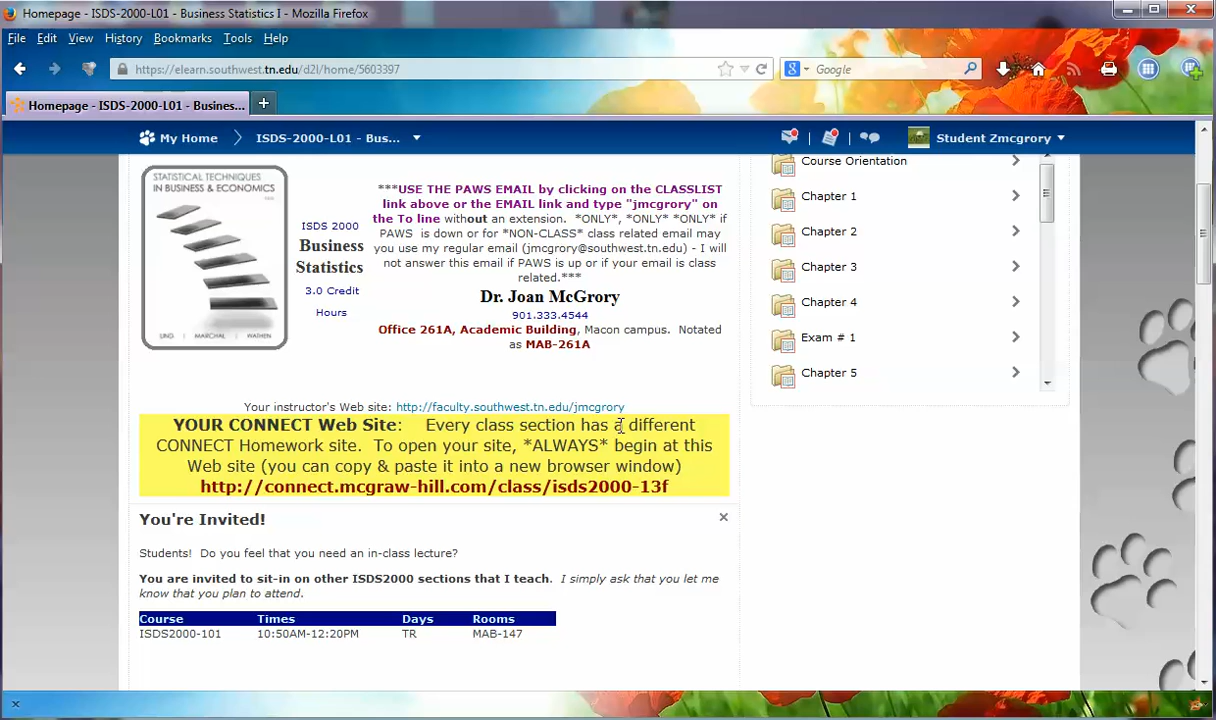 Homepage - ISDS-2000-L01 - Business Statistics I - Mozilla Firefox
File Edit View History Bookmarks Tools Help
https://elearn.southwest.tn.edu/d2l/home/5603397
Google
Homepage - ISDS-2000-L01 - Busines...
My Home ISDS-2000-L01 - Bus...
Student Zmcgrory
STATISTICAL TECHNIQUES
IN BUSINESS & ECONOMICS
LIND MARCHAL WATHEN
ISDS 2000
Business
Statistics
3.0 Credit
Hours
***USE THE PAWS EMAIL by clicking on the CLASSLIST
link above or the EMAIL link and type "jmcgrory" on
the To line without an extension. *ONLY*, *ONLY* *ONLY* if
PAWS is down or for *NON-CLASS* class related email may
you use my regular email (jmcgrory@southwest.tn.edu) - I will
not answer this email if PAWS is up or if your email is class
related.***
Dr. Joan McGrory
901.333.4544
Office 261A, Academic Building, Macon campus. Notated
as MAB-261A
Your instructor's Web site: http://faculty.southwest.tn.edu/jmcgrory
YOUR CONNECT Web Site: Every class section has a different
CONNECT Homework site. To open your site, *ALWAYS* begin at this
Web site (you can copy & paste it into a new browser window)
http://connect.mcgraw-hill.com/class/isds2000-13f
You're Invited!
Students! Do you feel that you need an in-class lecture?
You are invited to sit-in on other ISDS2000 sections that I teach. I simply ask that you let me
know that you plan to attend.
Course Times Days Rooms
ISDS2000-101 10:50AM-12:20PM TR MAB-147
Course Orientation
Chapter 1
Chapter 2
Chapter 3
Chapter 4
Exam # 1
Chapter 5